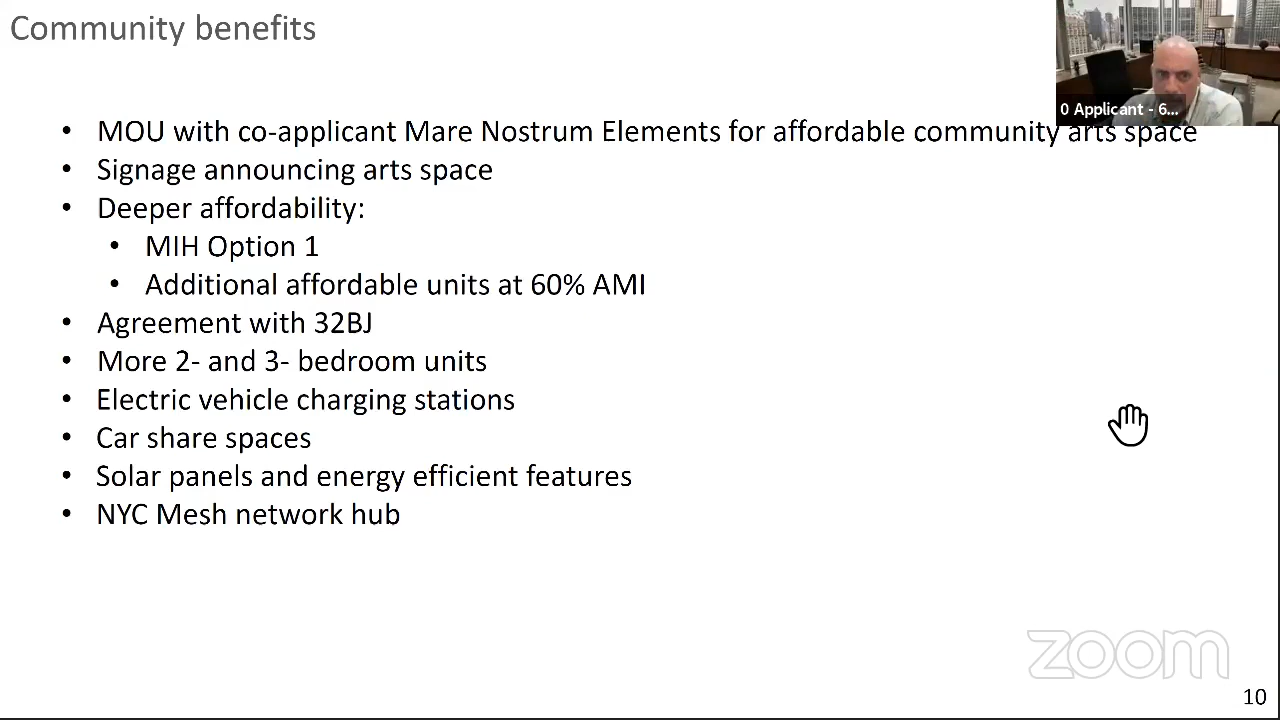 Community benefits
0 Applicant - 6...
• MOU with co-applicant Mare Nostrum Elements for affordable community arts space
• Signage announcing arts space
• Deeper affordability:
• MIH Option 1
• Additional affordable units at 60% AMI
• Agreement with 32BJ
• More 2- and 3- bedroom units
• Electric vehicle charging stations
• Car share spaces
• Solar panels and energy efficient features
• NYC Mesh network hub
zoom
10